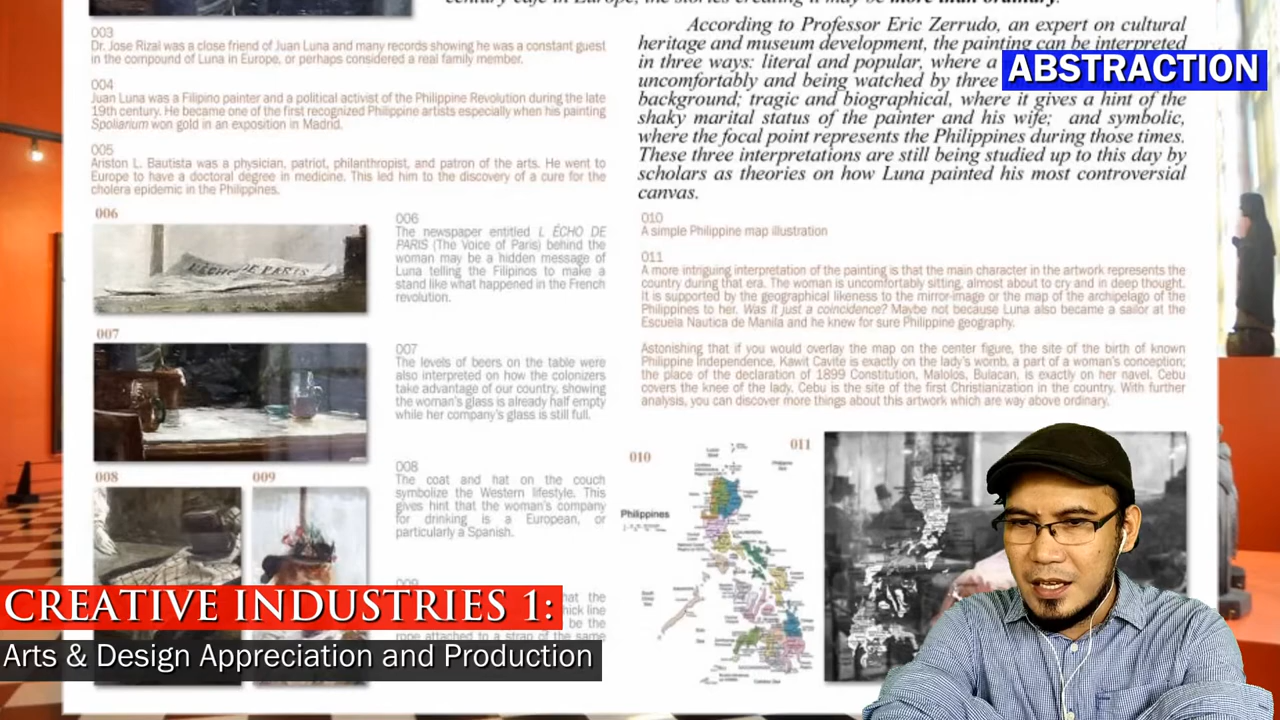 century cafe in Europe, the stories creating it may be more than ordinary.
003
Dr. Jose Rizal was a close friend of Juan Luna and many records showing he was a constant guest
in the compound of Luna in Europe, or perhaps considered a real family member.
004
Juan Luna was a Filipino painter and a political activist of the Philippine Revolution during the late
19th century. He became one of the first recognized Philippine artists especially when his painting
Spoliarium won gold in an exposition in Madrid.
005
Ariston L. Bautista was a physician, patriot, philanthropist, and patron of the arts. He went to
Europe to have a doctoral degree in medicine. This led him to the discovery of a cure for the
cholera epidemic in the Philippines.
006
L'ECHO DE PARIS
006
The newspaper entitled L ÉCHO DE
PARIS (The Voice of Paris) behind the
woman may be a hidden message of
Luna telling the Filipinos to make a
stand like what happened in the French
revolution.
007
007
The levels of beers on the table were
also interpreted on how the colonizers
take advantage of our country, showing
the woman's glass is already half empty
while her company's glass is still full.
008
009
008
The coat and hat on the couch
symbolize the Western lifestyle. This
gives hint that the woman's company
for drinking is a European, or
particularly a Spanish.
009
hat the
hick line
be the
rope attached to a strap of the same
According to Professor Eric Zerrudo, an expert on cultural
heritage and museum development, the painting can be interpreted
in three ways: literal and popular, where a
uncomfortably and being watched by three
background; tragic and biographical, where it gives a hint of the
shaky marital status of the painter and his wife; and symbolic,
where the focal point represents the Philippines during those times.
These three interpretations are still being studied up to this day by
scholars as theories on how Luna painted his most controversial
canvas.
010
A simple Philippine map illustration
011
A more intriguing interpretation of the painting is that the main character in the artwork represents the
country during that era. The woman is uncomfortably sitting, almost about to cry and in deep thought.
It is supported by the geographical likeness to the mirror-image or the map of the archipelago of the
Philippines to her. Was it just a coincidence? Maybe not because Luna also became a sailor at the
Escuela Nautica de Manila and he knew for sure Philippine geography.
Astonishing that if you would overlay the map on the center figure, the site of the birth of known
Philippine Independence, Kawit Cavite is exactly on the lady's womb, a part of a woman's conception;
the place of the declaration of 1899 Constitution, Malolos, Bulacan, is exactly on her navel. Cebu
covers the knee of the lady. Cebu is the site of the first Christianization in the country. With further
analysis, you can discover more things about this artwork which are way above ordinary.
010
011
Philippines
ABSTRACTION
CREATIVE INDUSTRIES 1:
Arts & Design Appreciation and Production